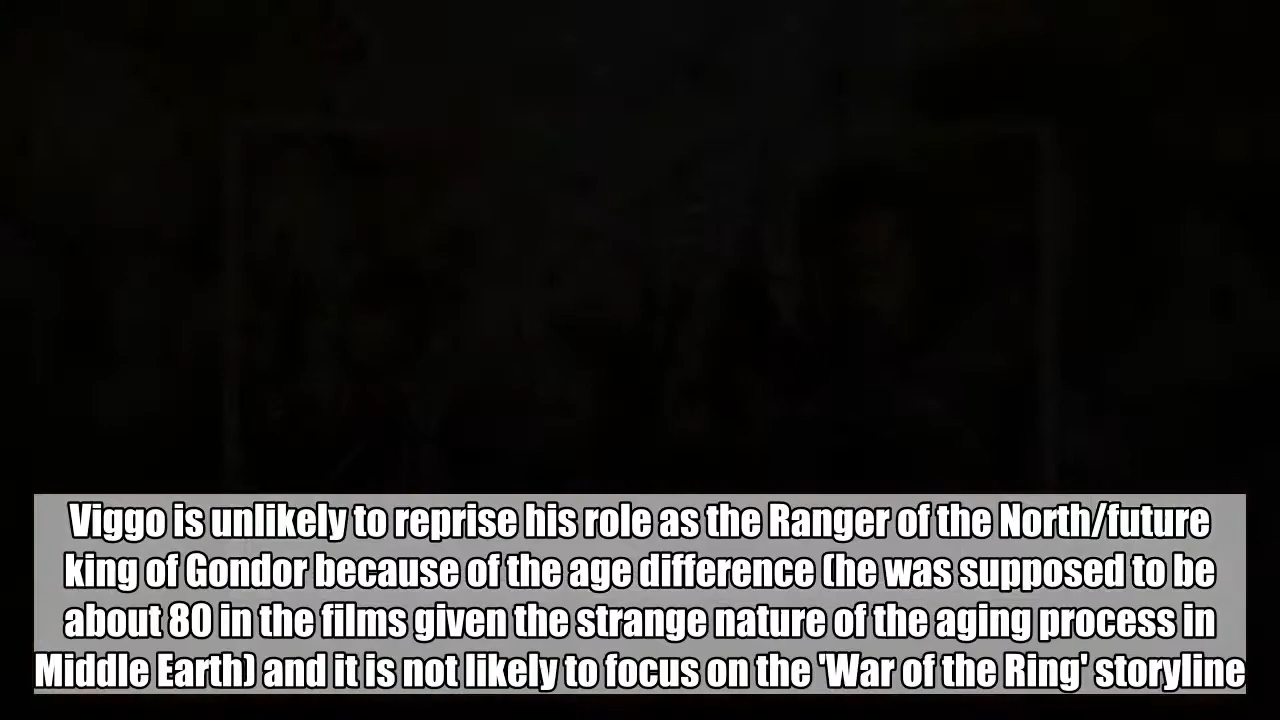 Viggo is unlikely to reprise his role as the Ranger of the North/future
king of Gondor because of the age difference (he was supposed to be
about 80 in the films given the strange nature of the aging process in
Middle Earth) and it is not likely to focus on the 'War of the Ring' storyline